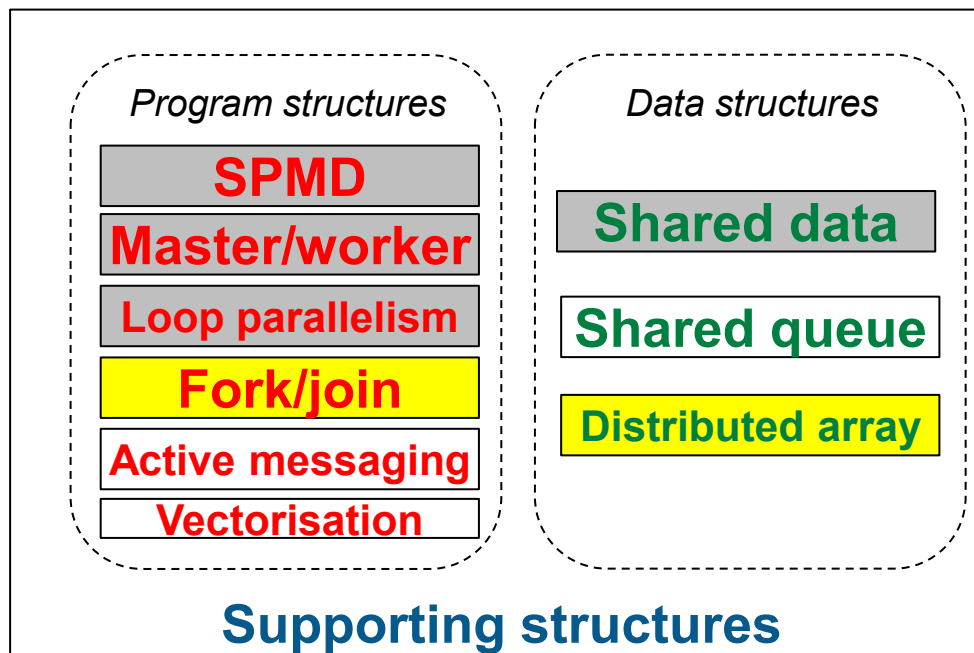 Program structures
SPMD
Master/worker
Loop parallelism
Fork/join
Active messaging
Vectorisation
Data structures
Shared data
Shared queue
Distributed array
Supporting structures